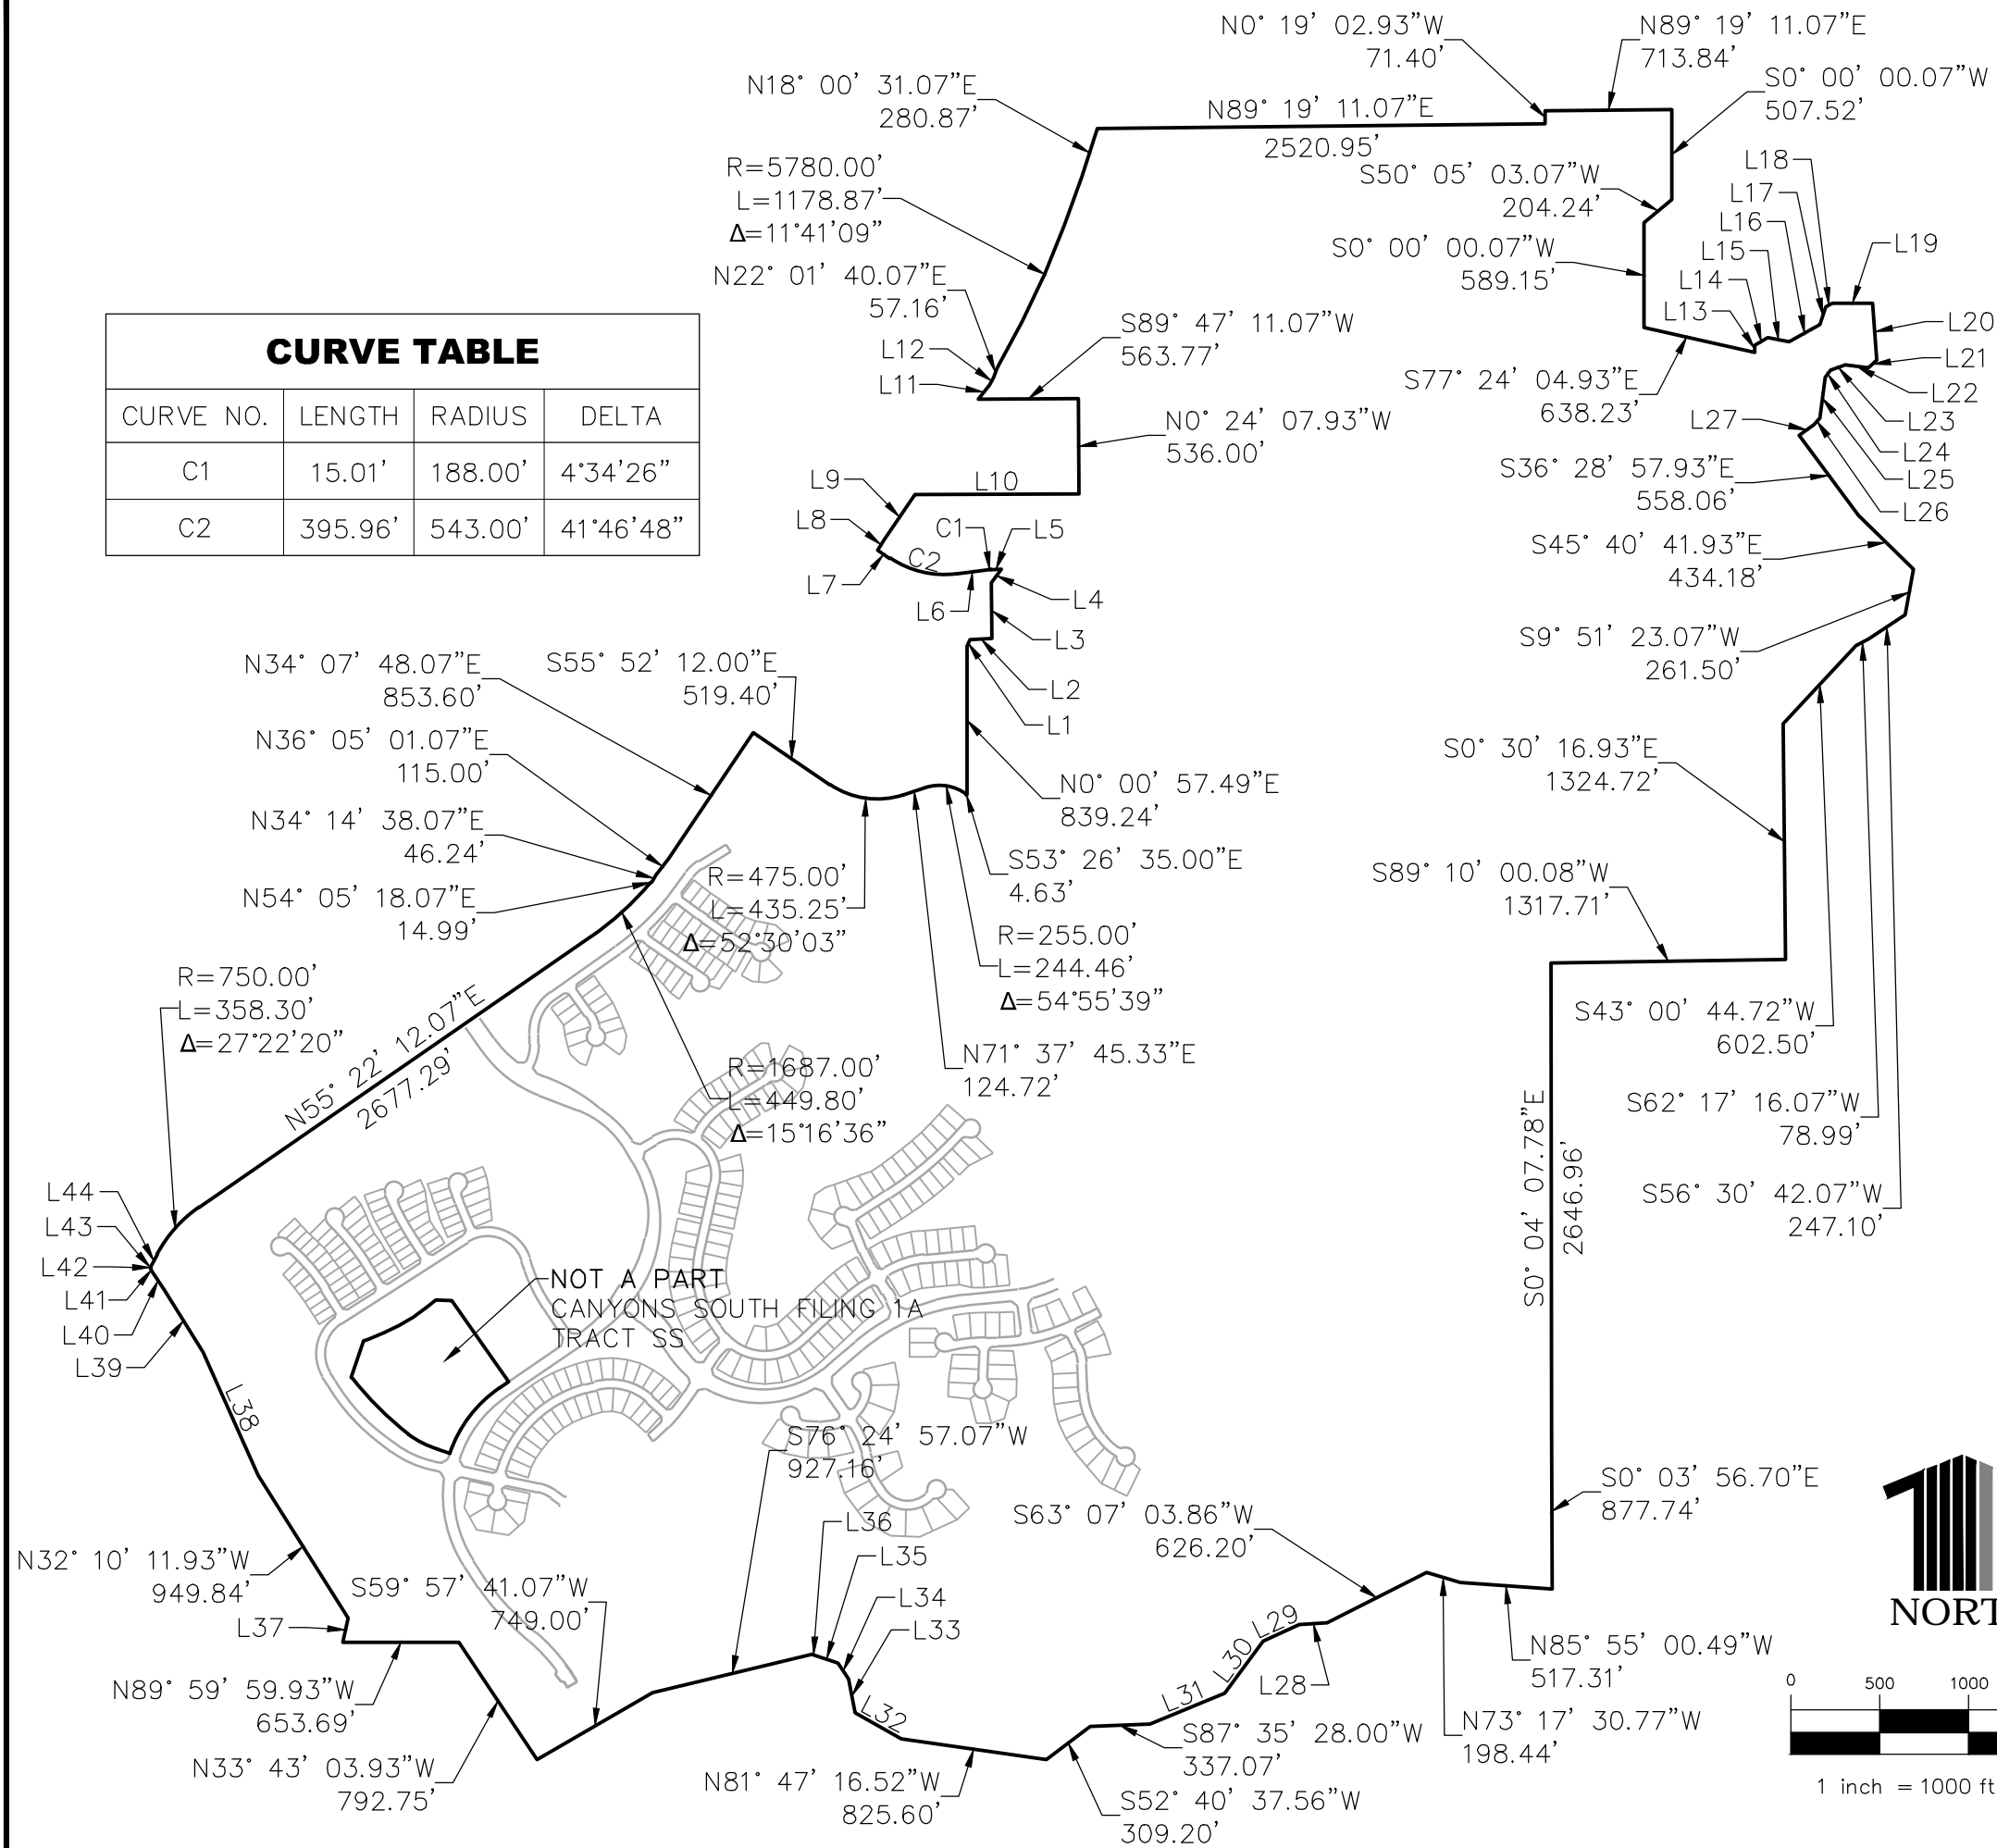 N0° 19' 02.93"W
71.40'
N89° 19' 11.07"E
713.84'
N18° 00' 31.07"E
280.87'
N89° 19' 11.07"E
2520.95'
S0° 00' 00.07"W
507.52'
R=5780.00'
L=1178.87'
Δ=11°41'09"
S50° 05' 03.07"W
204.24'
L18
L17
L16
L15
L14
L13
L19
S0° 00' 00.07"W
589.15'
N22° 01' 40.07"E
57.16'
L12
L11
S89° 47' 11.07"W
563.77'
L20
L21
L22
L23
L24
L25
L26
S77° 24' 04.93"E
638.23'
L27
CURVE TABLE
CURVE NO. LENGTH RADIUS DELTA
C1 15.01' 188.00' 4°34'26"
C2 395.96' 543.00' 41°46'48"
N0° 24' 07.93"W
536.00'
L10
L9
L8
C1
L5
C2
L7
L6
L4
L3
L2
L1
S36° 28' 57.93"E
558.06'
S45° 40' 41.93"E
434.18'
S9° 51' 23.07"W
261.50'
N34° 07' 48.07"E
853.60'
S55° 52' 12.00"E
519.40'
N36° 05' 01.07"E
115.00'
N34° 14' 38.07"E
46.24'
N54° 05' 18.07"E
14.99'
N0° 00' 57.49"E
839.24'
S53° 26' 35.00"E
4.63'
S0° 30' 16.93"E
1324.72'
R=475.00'
L=435.25'
Δ=52°30'03"
S89° 10' 00.08"W
1317.71'
R=255.00'
L=244.46'
Δ=54°55'39"
R=750.00'
L=358.30'
Δ=27°22'20"
N55° 22' 12.07"E
2677.29'
N71° 37' 45.33"E
124.72'
R=1687.00'
L=449.80'
Δ=15°16'36"
S43° 00' 44.72"W
602.50'
S62° 17' 16.07"W
78.99'
S56° 30' 42.07"W
247.10'
S0° 04' 07.78"E
2646.96'
L44
L43
L42
L41
L40
L39
L38
NOT A PART
CANYONS SOUTH FILING 1A
TRACT SS
S76° 24' 57.07"W
927.16'
S0° 03' 56.70"E
877.74'
L36
L35
L34
L33
S63° 07' 03.86"W
626.20'
N32° 10' 11.93"W
949.84'
S59° 57' 41.07"W
749.00'
L37
L29
L30
L31
L32
L28
N85° 55' 00.49"W
517.31'
N89° 59' 59.93"W
653.69'
N33° 43' 03.93"W
792.75'
N81° 47' 16.52"W
825.60'
S87° 35' 28.00"W
337.07'
N73° 17' 30.77"W
198.44'
S52° 40' 37.56"W
309.20'
NORT
0 500 1000
1 inch = 1000 ft